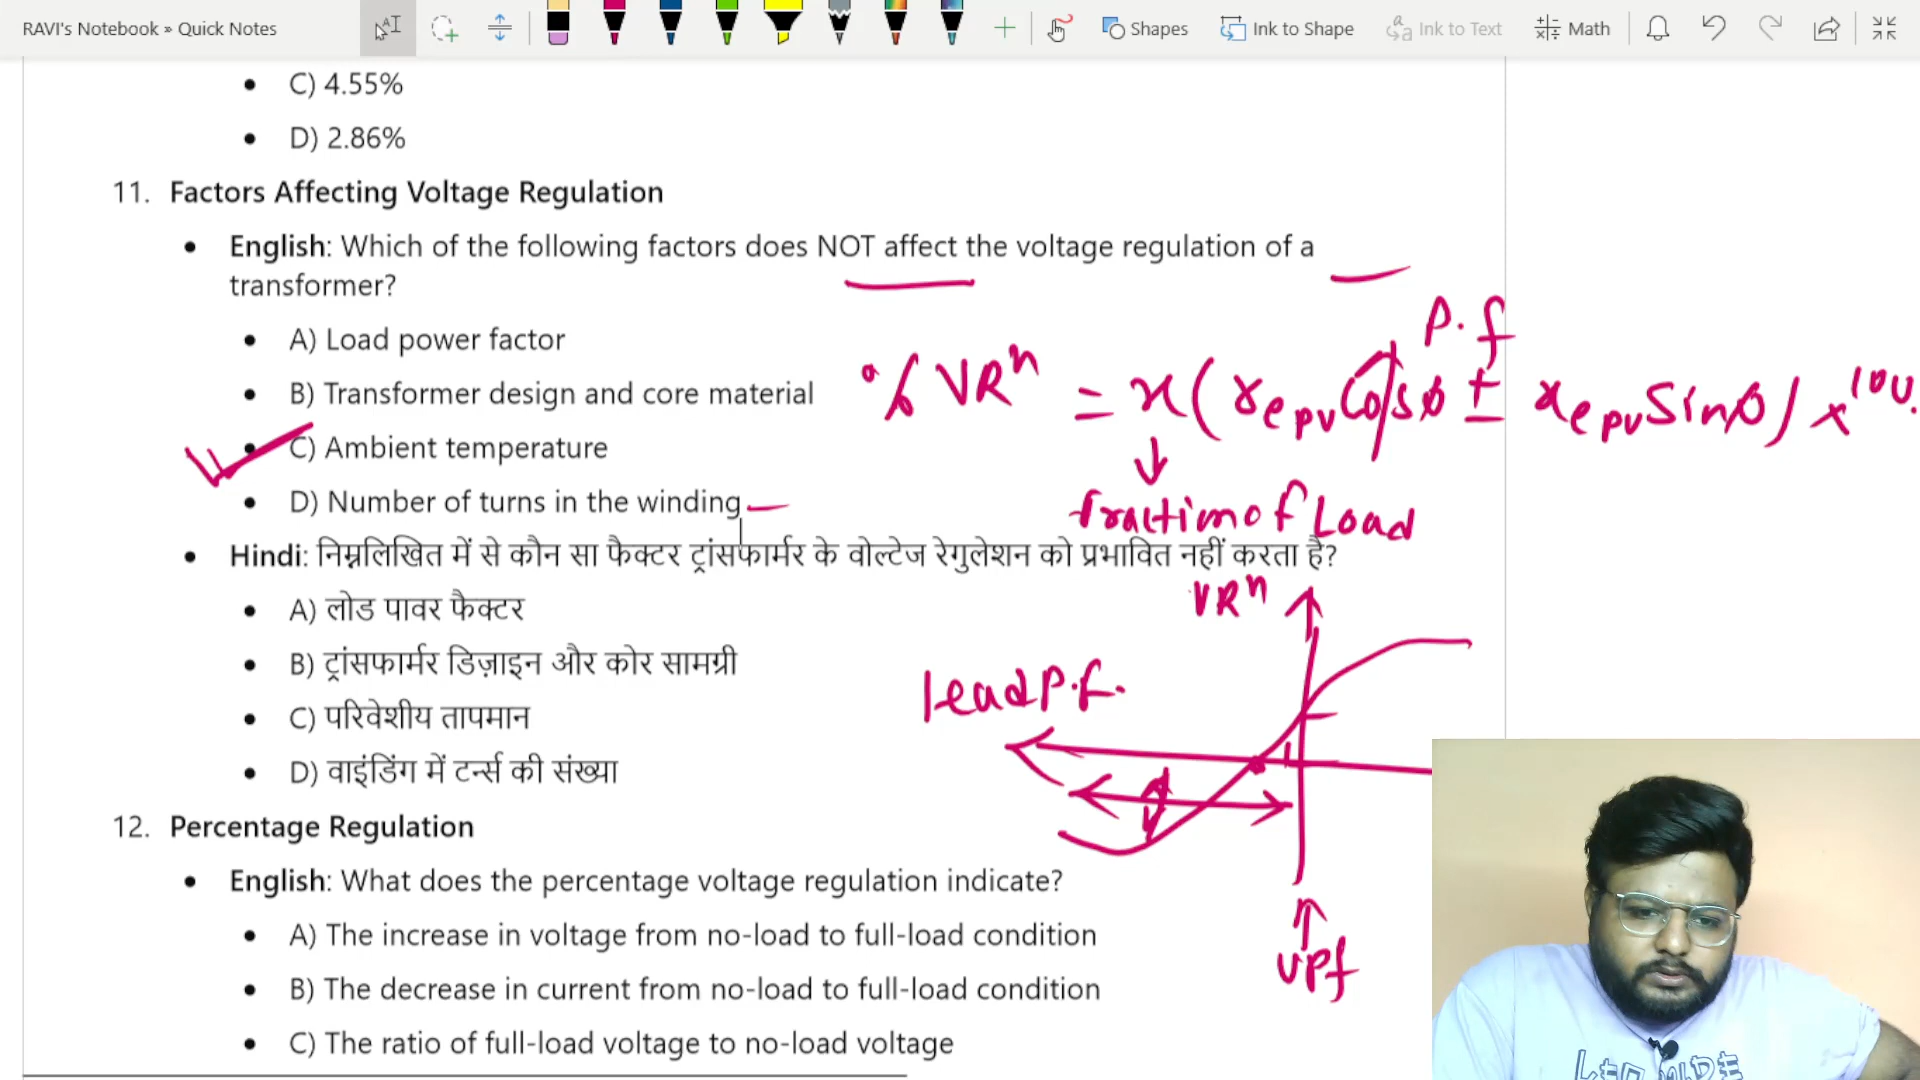 RAVI's Notebook » Quick Notes
Shapes
Ink to Shape
Ink to Text
Math
• C) 4.55%
• D) 2.86%
11. Factors Affecting Voltage Regulation
• English: Which of the following factors does NOT affect the voltage regulation of a
transformer?
P.f
• A) Load power factor
% VRⁿ = x(repu Cosφ ± xepu Sinφ) × 100.
• B) Transformer design and core material
• C) Ambient temperature
• D) Number of turns in the winding
fraction of Load
• Hindi: निम्नलिखित में से कौन सा फैक्टर ट्रांसफार्मर के वोल्टेज रेगुलेशन को प्रभावित नहीं करता है?
VRⁿ
• A) लोड पावर फैक्टर
• B) ट्रांसफार्मर डिज़ाइन और कोर सामग्री
lead P.f.
• C) परिवेशीय तापमान
• D) वाइंडिंग में टर्न्स की संख्या
12. Percentage Regulation
• English: What does the percentage voltage regulation indicate?
• A) The increase in voltage from no-load to full-load condition
UPf
• B) The decrease in current from no-load to full-load condition
• C) The ratio of full-load voltage to no-load voltage